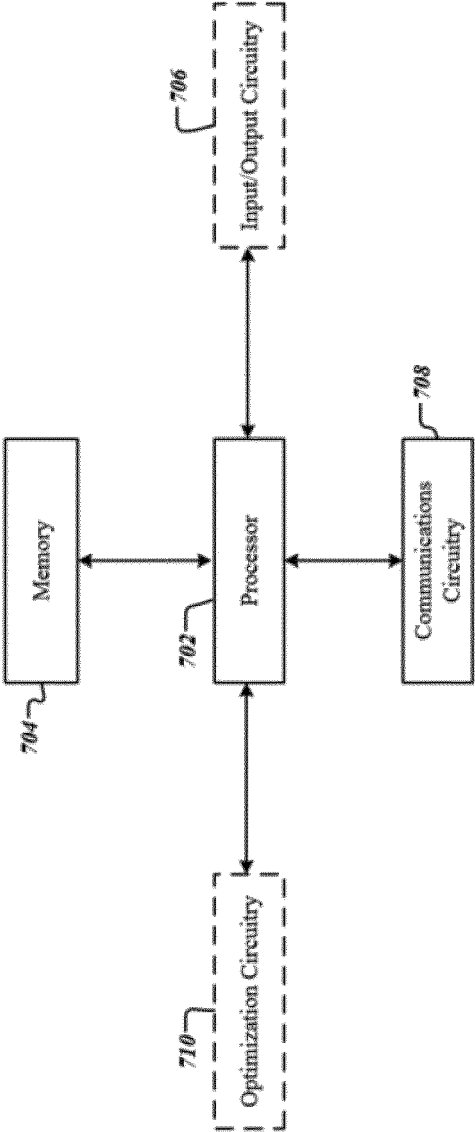 704
Memory
710
Optimization Circuitry
702
Processor
706
Input/Output Circuitry
708
Communications
Circuitry